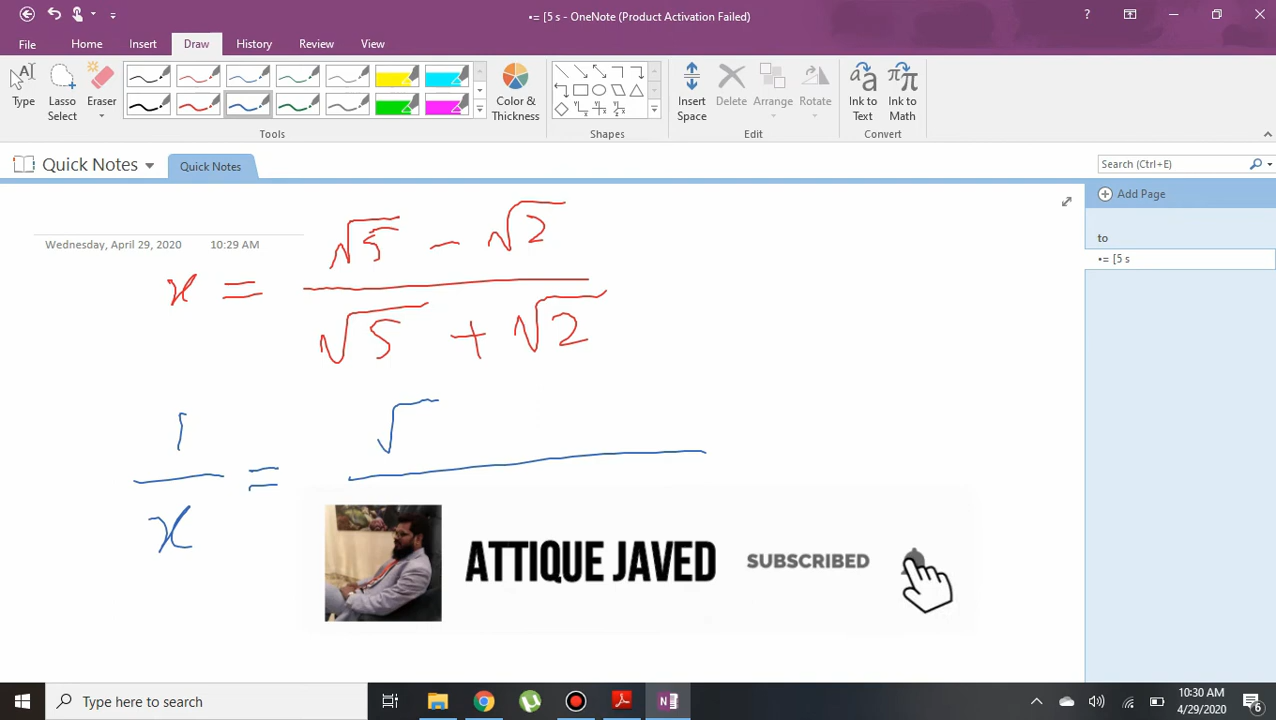 •= [5 s - OneNote (Product Activation Failed)
File Home Insert Draw History Review View
Type Lasso Select Eraser Color & Thickness Insert Space Delete Arrange Rotate Ink to Text Ink to Math
Tools Shapes Edit Convert
Quick Notes Quick Notes Search (Ctrl+E)
Add Page
to
•= [5 s
Wednesday, April 29, 2020 10:29 AM
x = (√5 - √2) / (√5 + √2)
1/x = √
ATTIQUE JAVED SUBSCRIBED
Type here to search
10:30 AM
4/29/2020
6